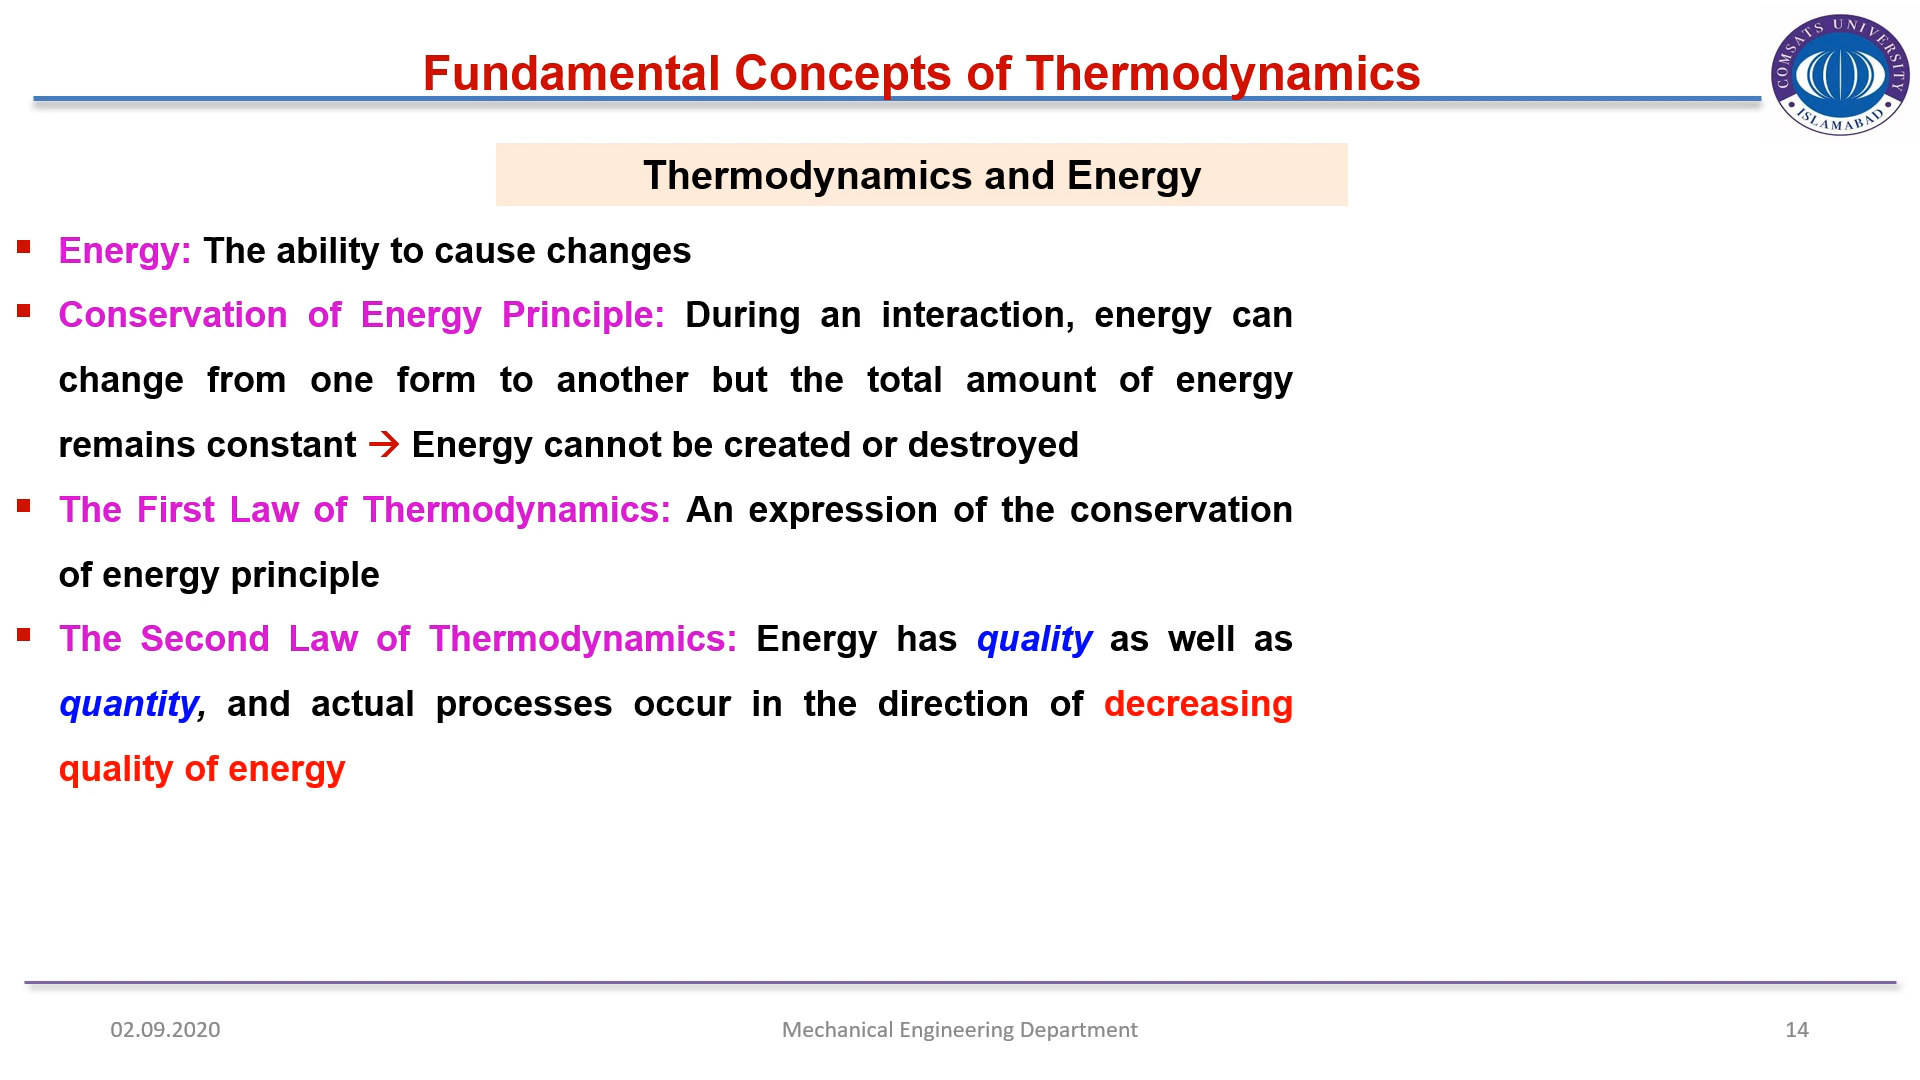 Fundamental Concepts of Thermodynamics
COMSATS UNIVERSITY
ISLAMABAD
Thermodynamics and Energy
▪ Energy: The ability to cause changes
▪ Conservation of Energy Principle: During an interaction, energy can
change from one form to another but the total amount of energy
remains constant → Energy cannot be created or destroyed
▪ The First Law of Thermodynamics: An expression of the conservation
of energy principle
▪ The Second Law of Thermodynamics: Energy has quality as well as
quantity, and actual processes occur in the direction of decreasing
quality of energy
02.09.2020
Mechanical Engineering Department
14